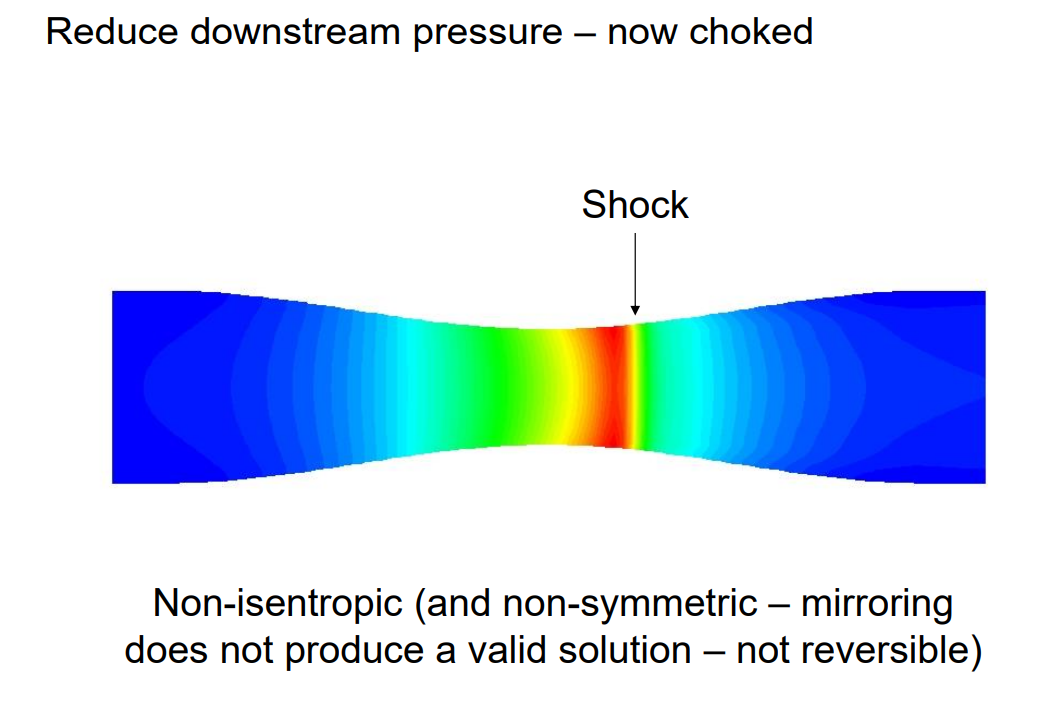 Reduce downstream pressure – now choked
Shock
Non-isentropic (and non-symmetric – mirroring
does not produce a valid solution – not reversible)